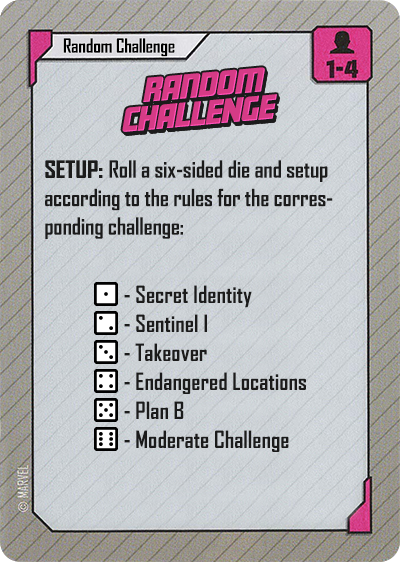 Random Challenge
1-4
RANDOM
CHALLENGE
SETUP: Roll a six-sided die and setup
according to the rules for the corres-
ponding challenge:
- Secret Identity
- Sentinel I
- Takeover
- Endangered Locations
- Plan B
- Moderate Challenge
© MARVEL